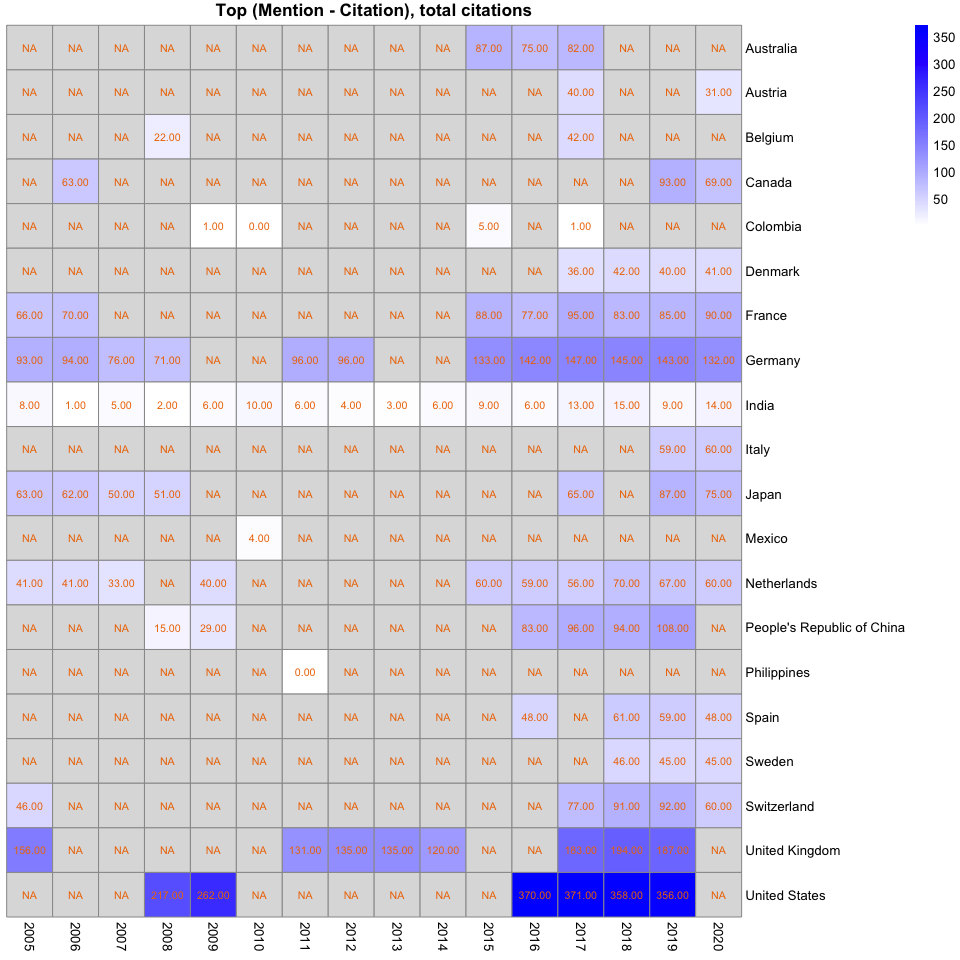 Top (Mention - Citation), total citations
NA NA NA NA NA NA NA NA NA NA 87.00 75.00 82.00 NA NA NA Australia
NA NA NA NA NA NA NA NA NA NA NA NA 40.00 NA NA 31.00 Austria
NA NA NA 22.00 NA NA NA NA NA NA NA NA 42.00 NA NA NA Belgium
NA 63.00 NA NA NA NA NA NA NA NA NA NA NA NA 93.00 69.00 Canada
NA NA NA NA 1.00 0.00 NA NA NA NA 5.00 NA 1.00 NA NA NA Colombia
NA NA NA NA NA NA NA NA NA NA NA NA 36.00 42.00 40.00 41.00 Denmark
66.00 70.00 NA NA NA NA NA NA NA NA 88.00 77.00 95.00 83.00 85.00 90.00 France
93.00 94.00 76.00 71.00 NA NA 96.00 96.00 NA NA 133.00 142.00 147.00 145.00 143.00 132.00 Germany
8.00 1.00 5.00 2.00 6.00 10.00 6.00 4.00 3.00 6.00 9.00 6.00 13.00 15.00 9.00 14.00 India
NA NA NA NA NA NA NA NA NA NA NA NA NA NA 59.00 60.00 Italy
63.00 62.00 50.00 51.00 NA NA NA NA NA NA NA NA 65.00 NA 87.00 75.00 Japan
NA NA NA NA NA 4.00 NA NA NA NA NA NA NA NA NA NA Mexico
41.00 41.00 33.00 NA 40.00 NA NA NA NA NA 60.00 59.00 56.00 70.00 67.00 60.00 Netherlands
NA NA NA 15.00 29.00 NA NA NA NA NA NA 83.00 96.00 94.00 108.00 NA People's Republic of China
NA NA NA NA NA NA 0.00 NA NA NA NA NA NA NA NA NA Philippines
NA NA NA NA NA NA NA NA NA NA NA 48.00 NA 61.00 59.00 48.00 Spain
NA NA NA NA NA NA NA NA NA NA NA NA NA 46.00 45.00 45.00 Sweden
46.00 NA NA NA NA NA NA NA NA NA NA NA 77.00 91.00 92.00 60.00 Switzerland
NA NA NA NA NA 131.00 135.00 135.00 120.00 NA NA NA United Kingdom
NA NA NA 217.00 262.00 NA NA NA NA NA NA 370.00 371.00 358.00 356.00 NA United States
2005 2006 2007 2008 2009 2010 2011 2012 2013 2014 2015 2016 2017 2018 2019 2020
350
300
250
200
150
100
50